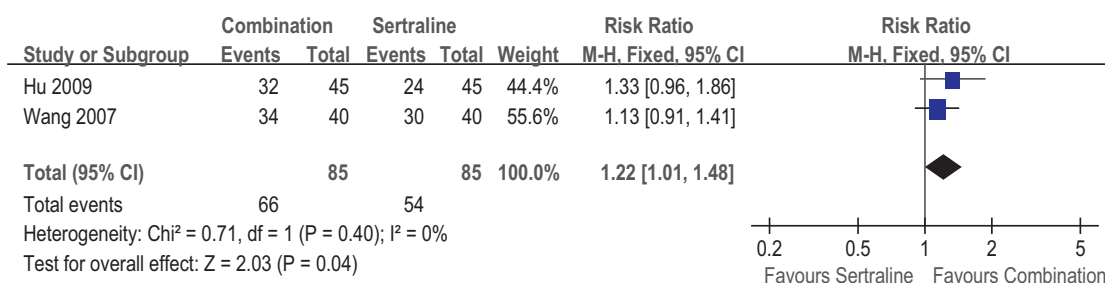 Combination Sertraline Risk Ratio Risk Ratio
Study or Subgroup Events Total Events Total Weight M-H, Fixed, 95% CI M-H, Fixed, 95% CI
Hu 2009 32 45 24 45 44.4% 1.33 [0.96, 1.86]
Wang 2007 34 40 30 40 55.6% 1.13 [0.91, 1.41]
Total (95% CI) 85 85 100.0% 1.22 [1.01, 1.48]
Total events 66 54
Heterogeneity: Chi² = 0.71, df = 1 (P = 0.40); I² = 0%
Test for overall effect: Z = 2.03 (P = 0.04)
0.2 0.5 1 2 5
Favours Sertraline Favours Combination